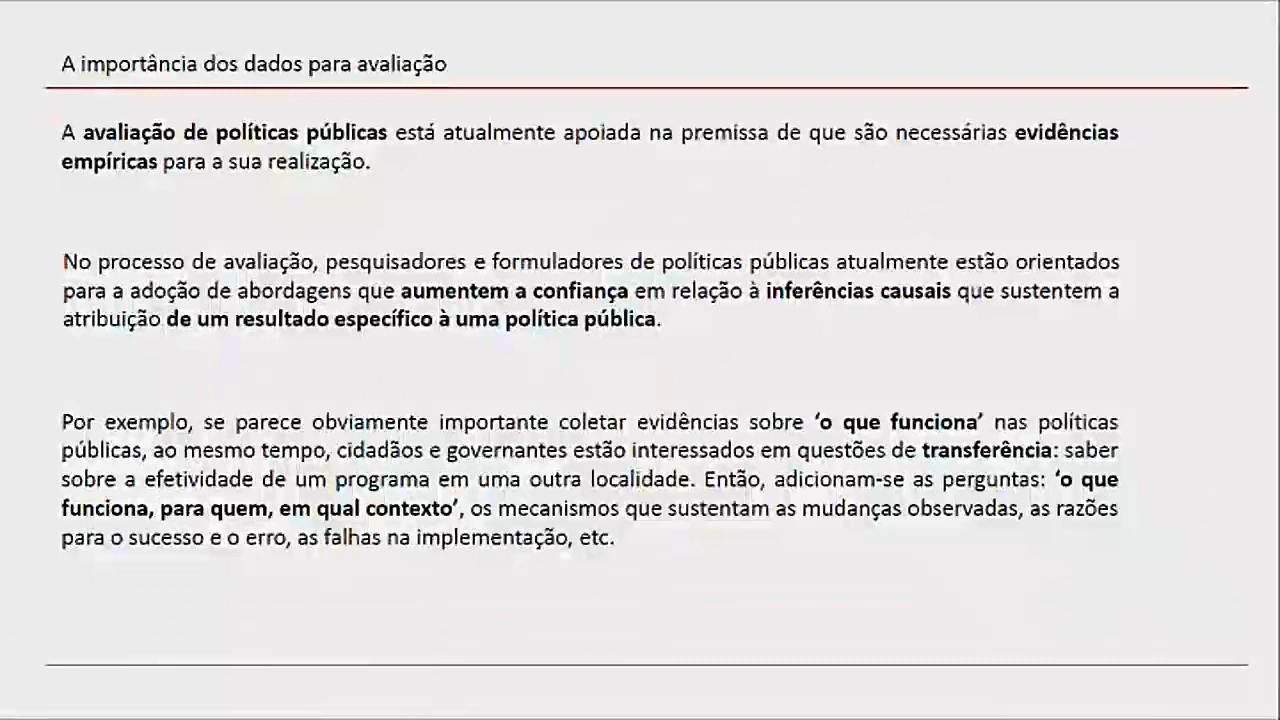 A importância dos dados para avaliação
A avaliação de políticas públicas está atualmente apoiada na premissa de que são necessárias evidências
empíricas para a sua realização.
No processo de avaliação, pesquisadores e formuladores de políticas públicas atualmente estão orientados
para a adoção de abordagens que aumentem a confiança em relação à inferências causais que sustentem a
atribuição de um resultado específico à uma política pública.
Por exemplo, se parece obviamente importante coletar evidências sobre ‘o que funciona’ nas políticas
públicas, ao mesmo tempo, cidadãos e governantes estão interessados em questões de transferência: saber
sobre a efetividade de um programa em uma outra localidade. Então, adicionam-se as perguntas: ‘o que
funciona, para quem, em qual contexto’, os mecanismos que sustentam as mudanças observadas, as razões
para o sucesso e o erro, as falhas na implementação, etc.